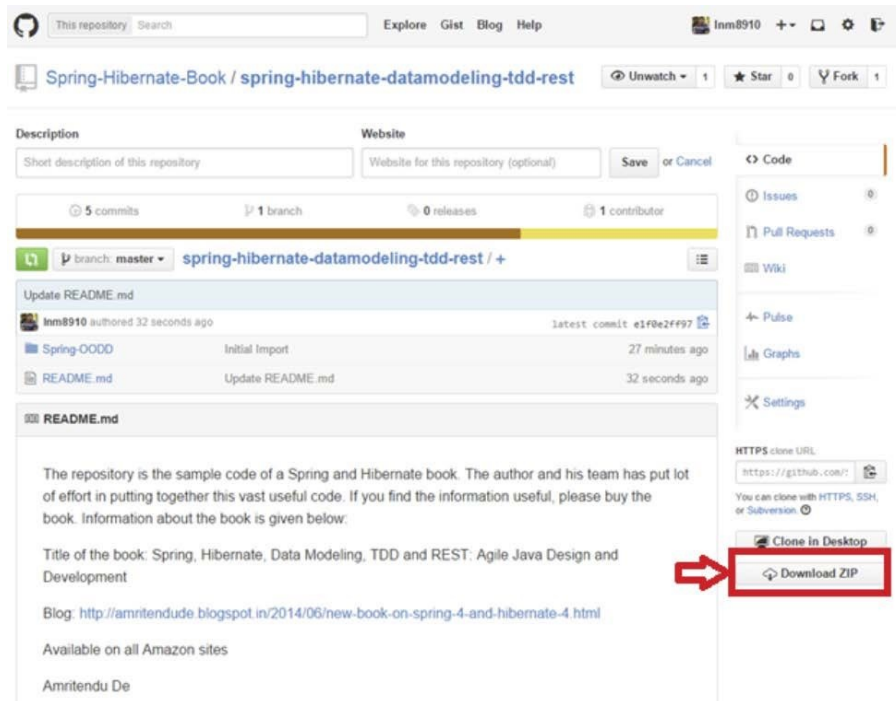 This repository Search Explore Gist Blog Help lnm8910
Spring-Hibernate-Book / spring-hibernate-datamodeling-tdd-rest Unwatch 1 Star 0 Fork 1
Description Website
Short description of this repository Website for this repository (optional) Save or Cancel
5 commits 1 branch 0 releases 1 contributor
branch: master spring-hibernate-datamodeling-tdd-rest / +
Update README.md
lnm8910 authored 32 seconds ago latest commit e1f0e2ff97
Spring-OODD Initial Import 27 minutes ago
README.md Update README.md 32 seconds ago
README.md
The repository is the sample code of a Spring and Hibernate book. The author and his team has put lot
of effort in putting together this vast useful code. If you find the information useful, please buy the
book. Information about the book is given below:
Title of the book: Spring, Hibernate, Data Modeling, TDD and REST: Agile Java Design and
Development
Blog: http://amritendude.blogspot.in/2014/06/new-book-on-spring-4-and-hibernate-4.html
Available on all Amazon sites
Amritendu De
Code
Issues 0
Pull Requests 0
Wiki
Pulse
Graphs
Settings
HTTPS clone URL
https://github.com/
You can clone with HTTPS, SSH,
or Subversion.
Clone in Desktop
Download ZIP